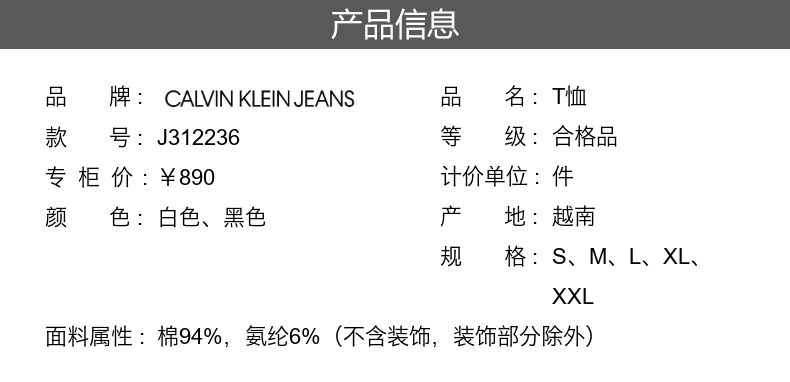 产品信息
品 牌： CALVIN KLEIN JEANS 品 名： T恤
款 号： J312236 等 级： 合格品
专 柜 价 ： ￥890 计价单位： 件
颜 色： 白色、黑色 产 地： 越南
规 格： S、M、L、XL、
XXL
面料属性： 棉94%，氨纶6%（不含装饰，装饰部分除外）